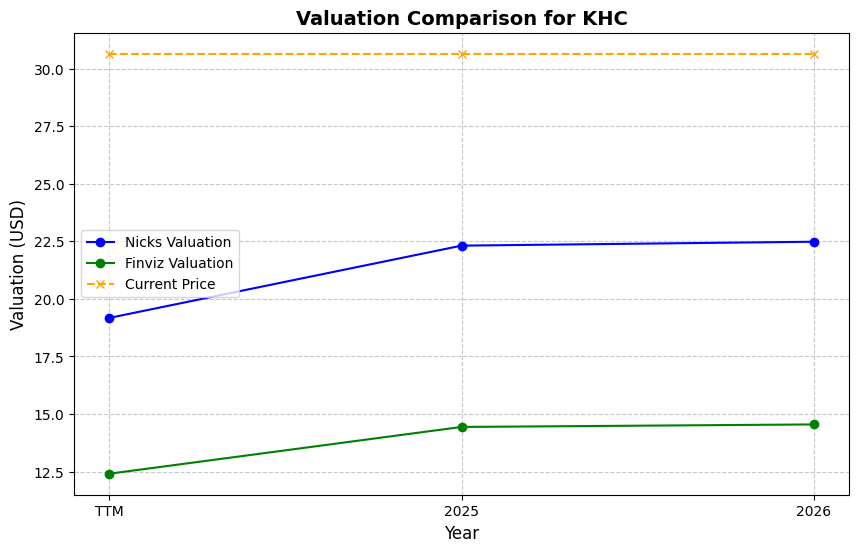 Valuation Comparison for KHC
Valuation (USD)
30.0
27.5
25.0
22.5
20.0
17.5
15.0
12.5
Nicks Valuation
Finviz Valuation
Current Price
TTM
2025
2026
Year